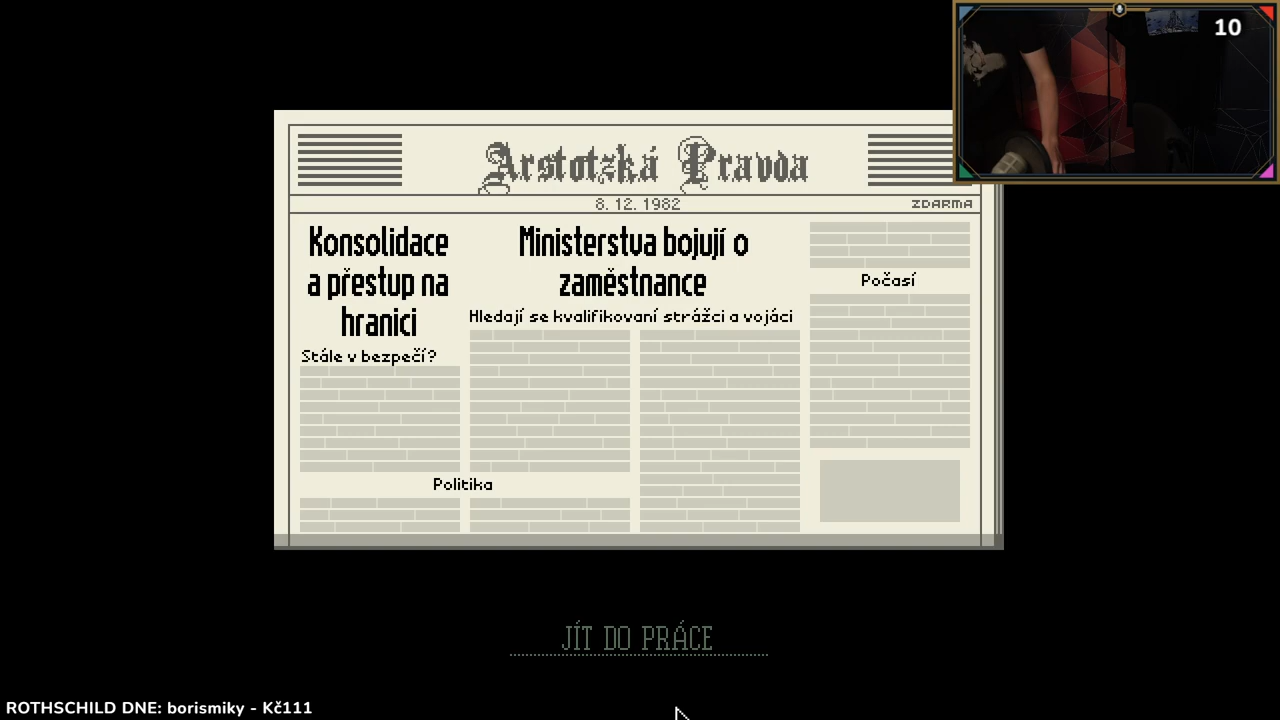 10
Arstotzká Pravda
8. 12. 1982
ZDARMA
Konsolidace
a přestup na
hranici
Stále v bezpečí?
Ministerstva bojují o
zaměstnance
Hledají se kvalifikovaní strážci a vojáci
Počasí
Politika
JÍT DO PRÁCE
ROTHSCHILD DNE: borismiky - Kč111